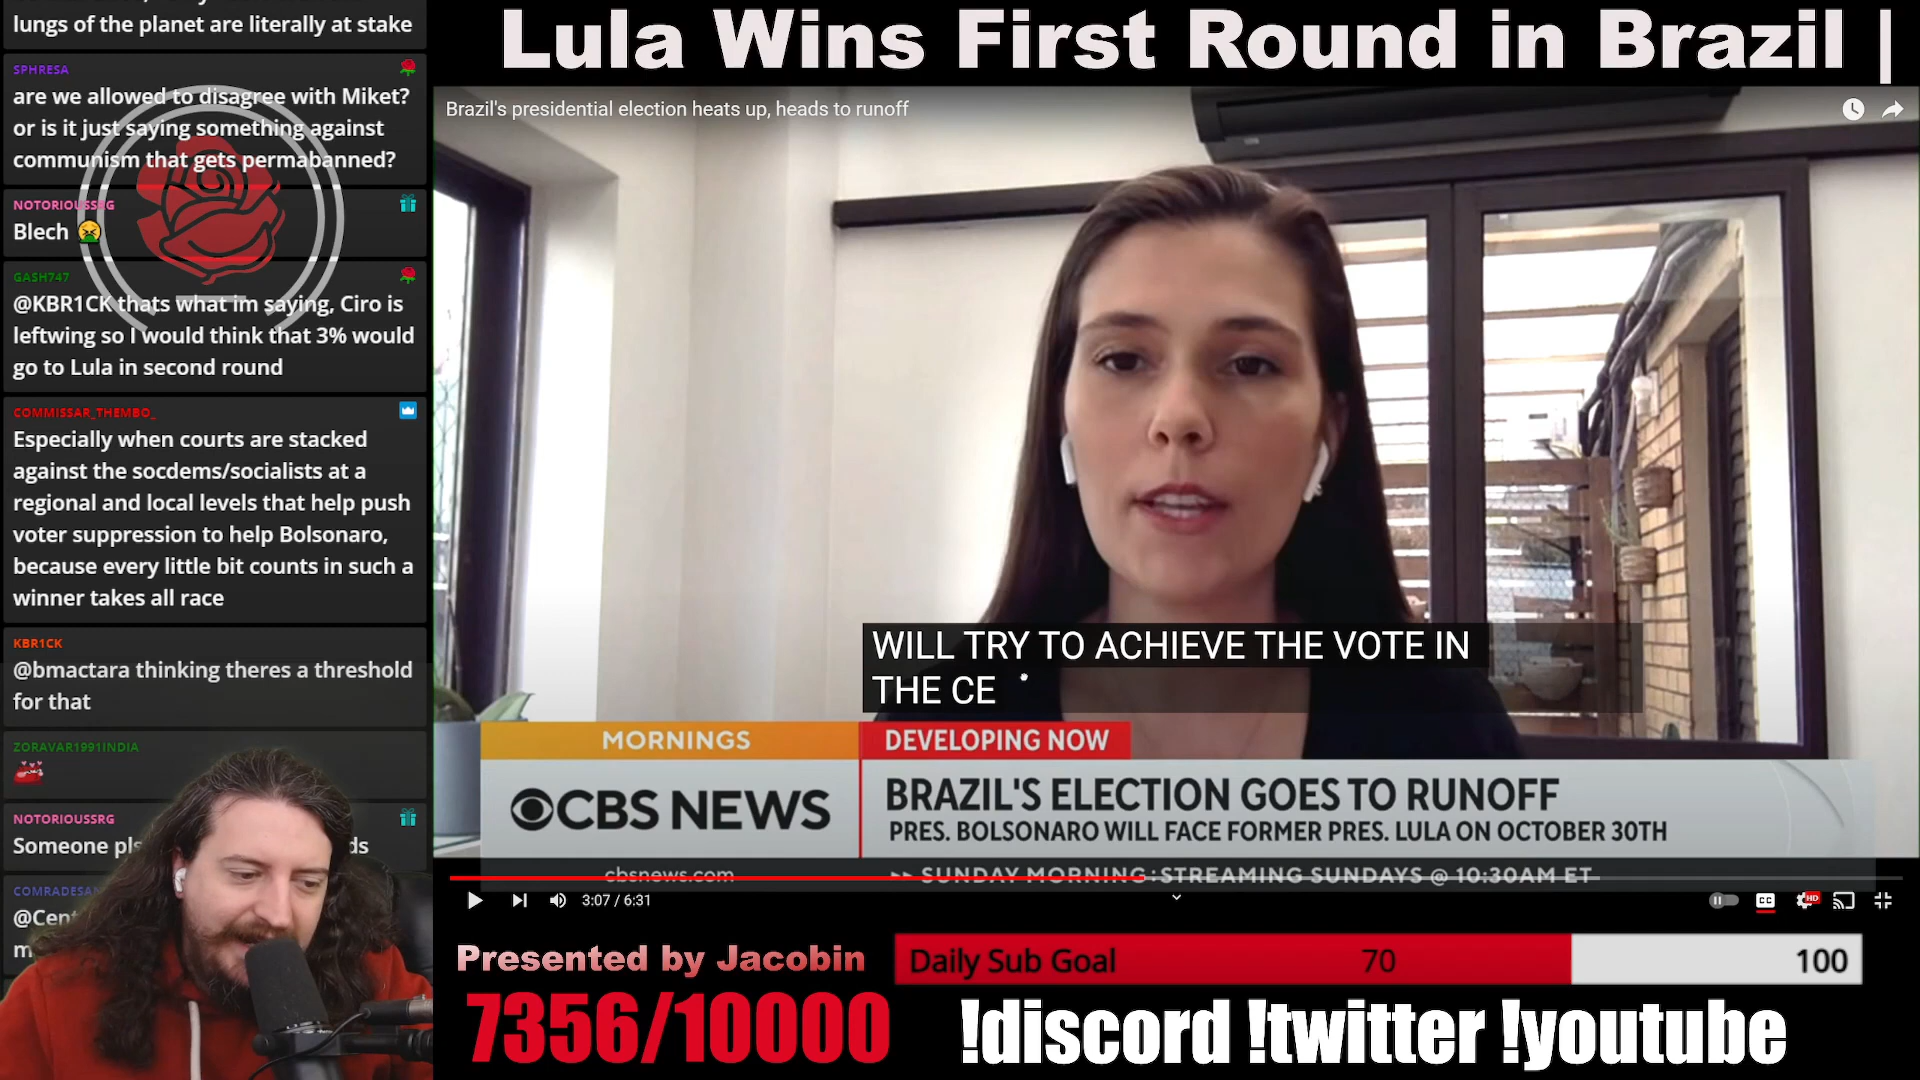 lungs of the planet are literally at stake
SPHRESA
are we allowed to disagree with Miket?
or is it just saying something against
communism that gets permabanned?
NOTORIOUSSRG
Blech
GASH747
@KBR1CK thats what im saying, Ciro is
leftwing so I would think that 3% would
go to Lula in second round
COMMISSAR_THEMBO_
Especially when courts are stacked
against the socdems/socialists at a
regional and local levels that help push
voter suppression to help Bolsonaro,
because every little bit counts in such a
winner takes all race
KBR1CK
@bmactara thinking theres a threshold
for that
ZORAVAR1991INDIA
NOTORIOUSSRG
Someone
Lula Wins First Round in Brazil |
Brazil's presidential election heats up, heads to runoff
WILL TRY TO ACHIEVE THE VOTE IN
THE CE
MORNINGS
DEVELOPING NOW
CBS NEWS
BRAZIL'S ELECTION GOES TO RUNOFF
PRES. BOLSONARO WILL FACE FORMER PRES. LULA ON OCTOBER 30TH
cbsnews.com
SUNDAY MORNING: STREAMING SUNDAYS @ 10:30AM ET
3:07 / 6:31
CC
HD
Presented by Jacobin
Daily Sub Goal 70 100
7356/10000
!discord !twitter !youtube